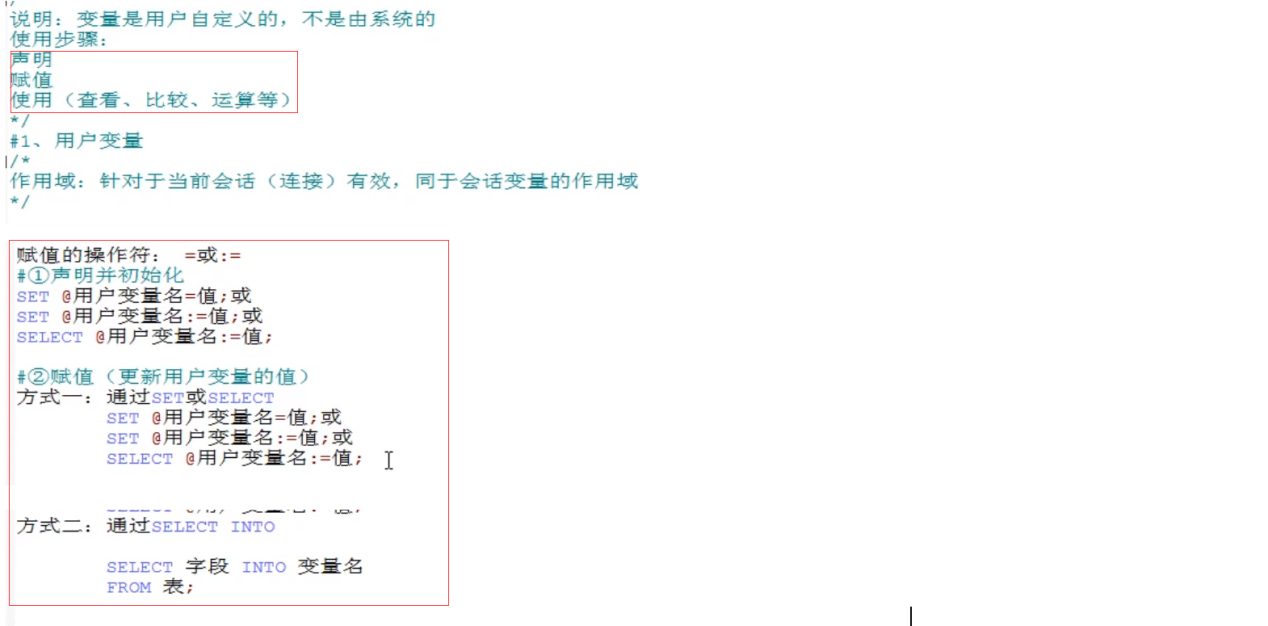 说明：变量是用户自定义的，不是由系统的
使用步骤：
声明
赋值
使用（查看、比较、运算等）
*/
#1、用户变量
/*
作用域：针对于当前会话（连接）有效，同于会话变量的作用域
*/
赋值的操作符： =或:=
#①声明并初始化
SET @用户变量名=值;或
SET @用户变量名:=值;或
SELECT @用户变量名:=值;
#②赋值（更新用户变量的值）
方式一：通过SET或SELECT
SET @用户变量名=值;或
SET @用户变量名:=值;或
SELECT @用户变量名:=值;
方式二：通过SELECT INTO
SELECT 字段 INTO 变量名
FROM 表;